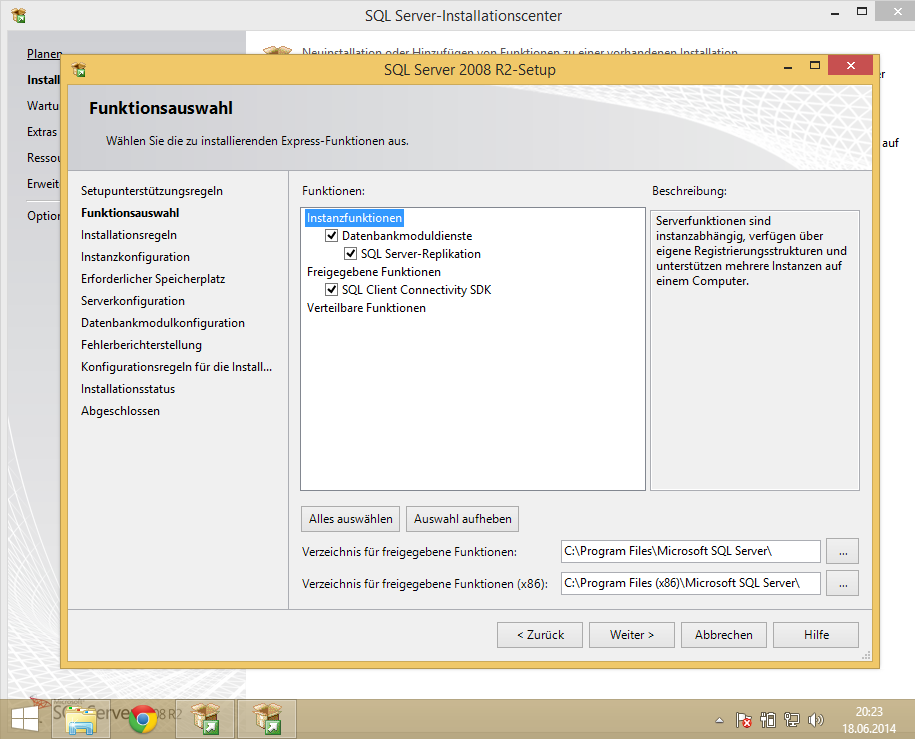 SQL Server-Installationscenter
Planen
Neuinstallation oder Hinzufügen von Funktionen zu einer vorhandenen Installation
SQL Server 2008 R2-Setup
Install
Wartu
Extras
Ressou
Erweit
Option
er
auf
Funktionsauswahl
Wählen Sie die zu installierenden Express-Funktionen aus.
Setupunterstützungsregeln
Funktionsauswahl
Installationsregeln
Instanzkonfiguration
Erforderlicher Speicherplatz
Serverkonfiguration
Datenbankmodulkonfiguration
Fehlerberichterstellung
Konfigurationsregeln für die Install...
Installationsstatus
Abgeschlossen
Funktionen:
Instanzfunktionen
Datenbankmoduldienste
SQL Server-Replikation
Freigegebene Funktionen
SQL Client Connectivity SDK
Verteilbare Funktionen
Beschreibung:
Serverfunktionen sind
instanzabhängig, verfügen über
eigene Registrierungsstrukturen und
unterstützen mehrere Instanzen auf
einem Computer.
Alles auswählen
Auswahl aufheben
Verzeichnis für freigegebene Funktionen:
C:\Program Files\Microsoft SQL Server\
...
Verzeichnis für freigegebene Funktionen (x86):
C:\Program Files (x86)\Microsoft SQL Server\
...
< Zurück
Weiter >
Abbrechen
Hilfe
20:23
18.06.2014